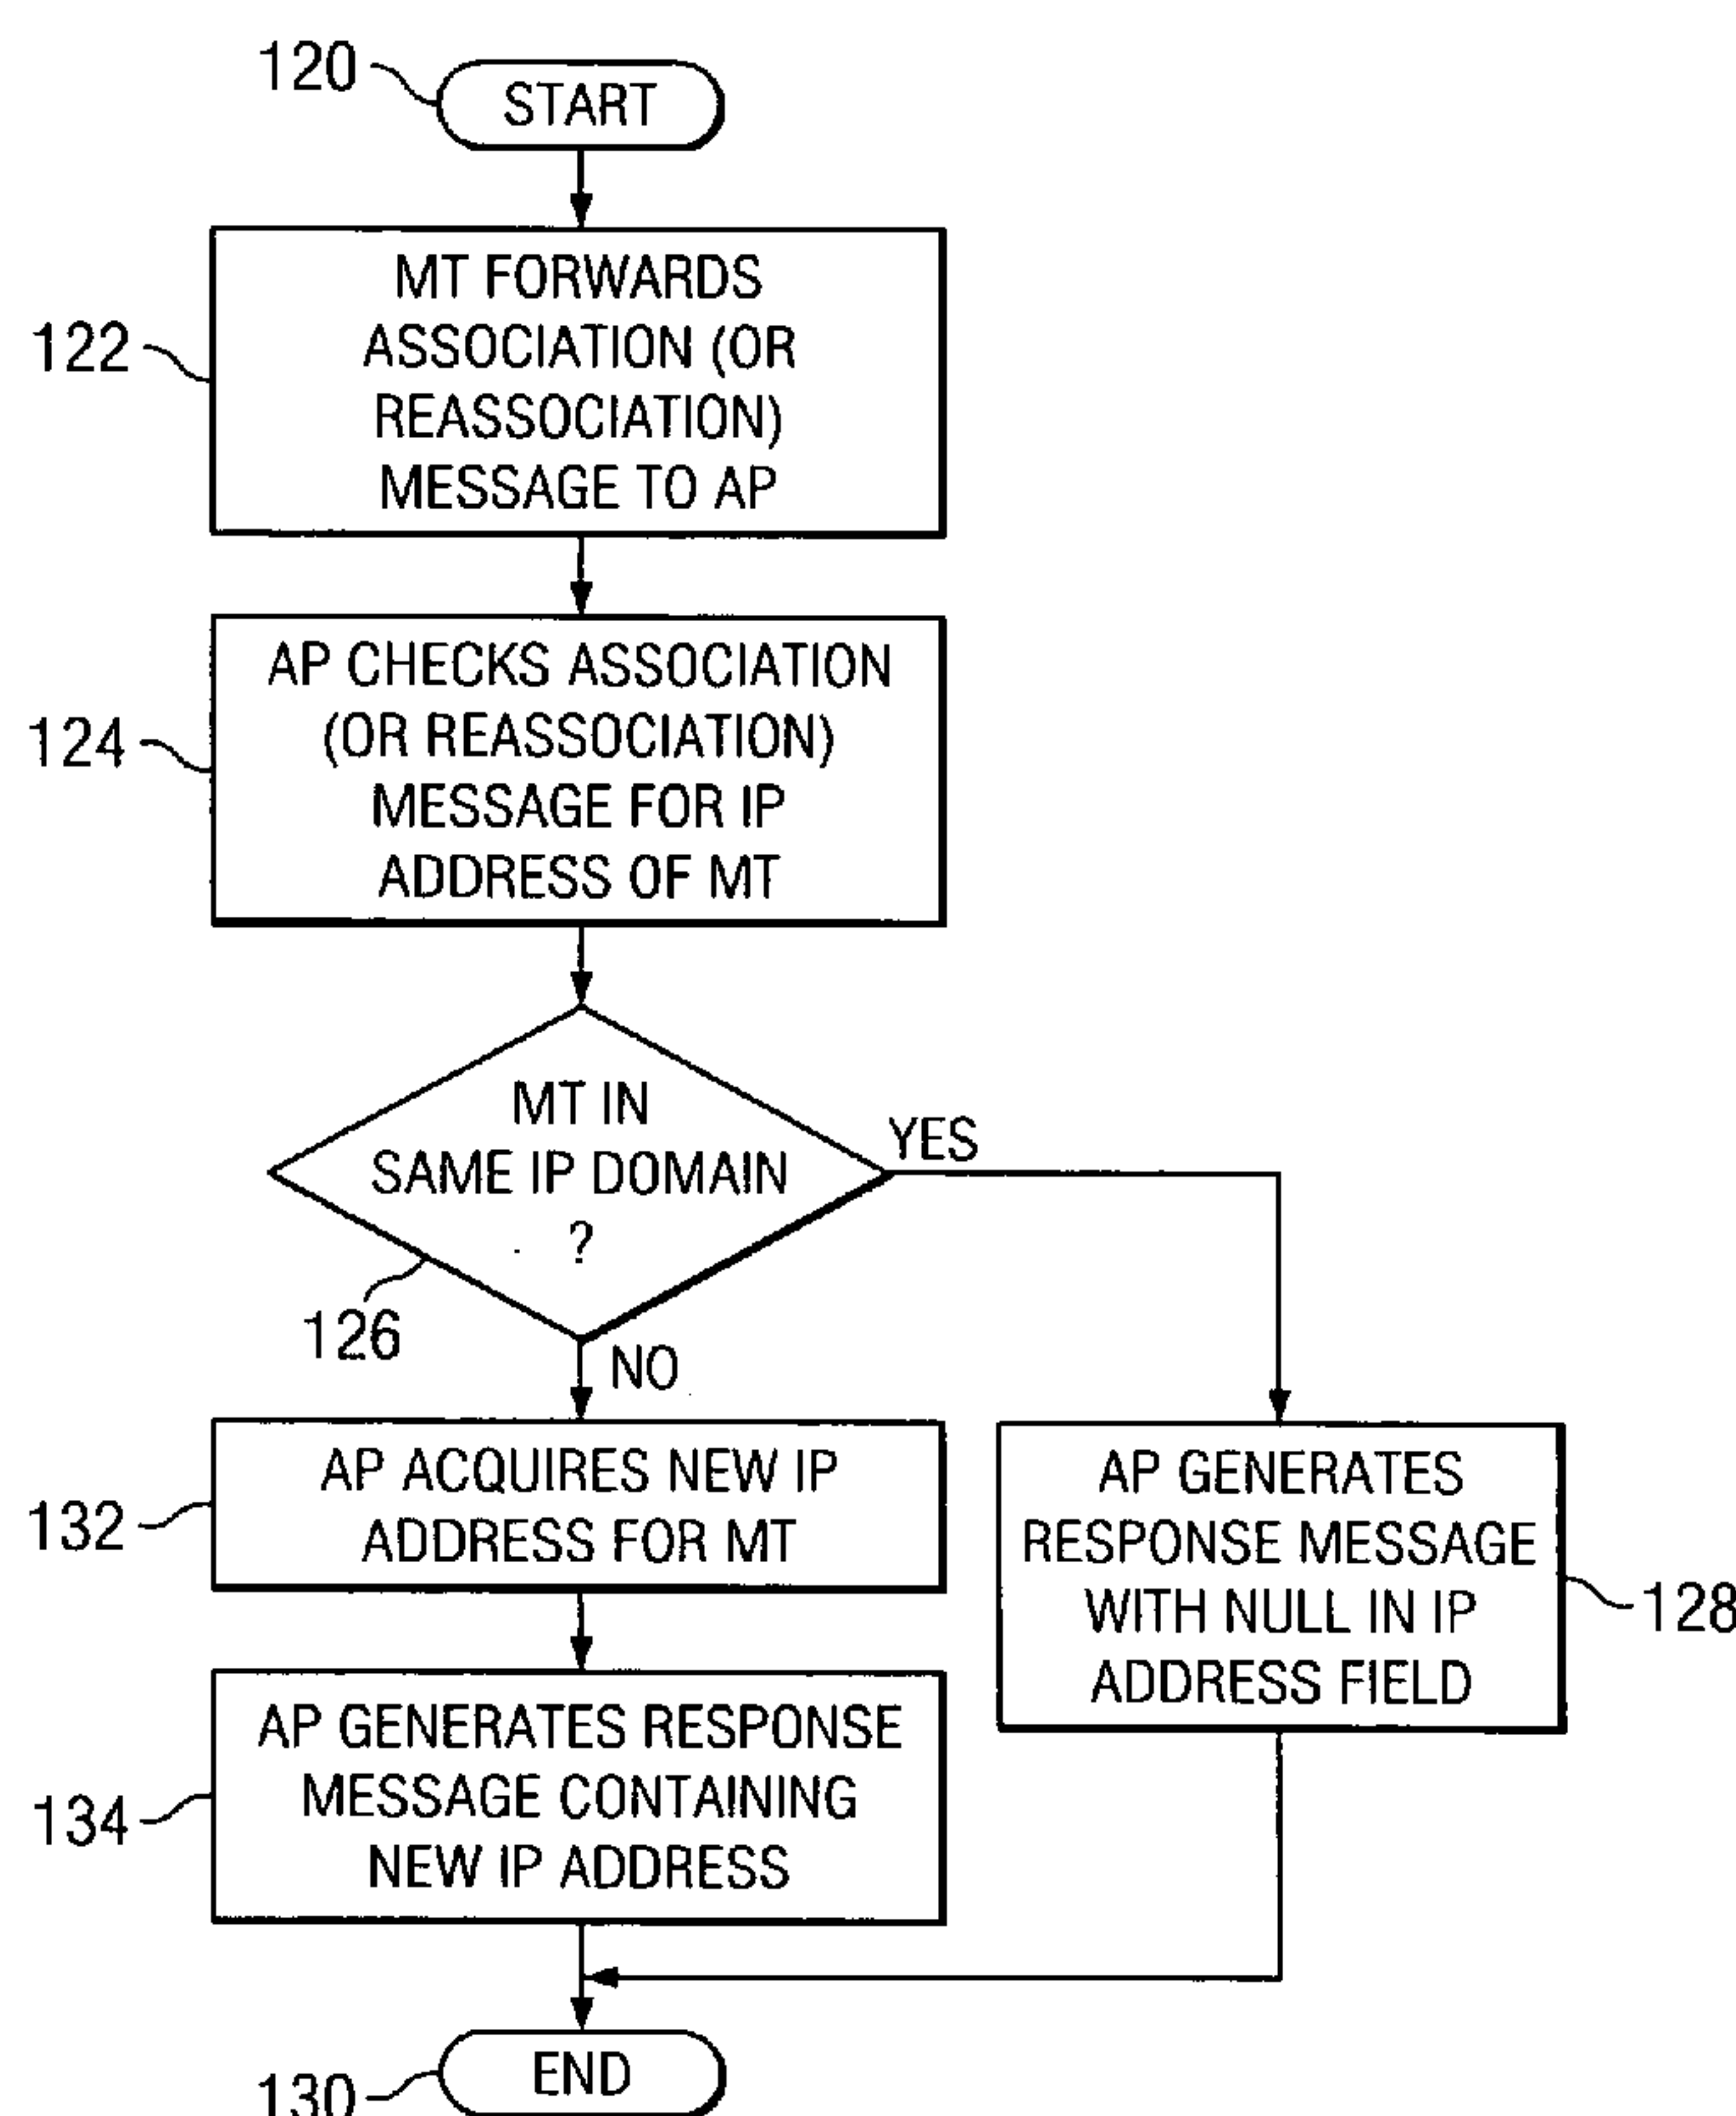 120
START
122
MT FORWARDS
ASSOCIATION (OR
REASSOCIATION)
MESSAGE TO AP
124
AP CHECKS ASSOCIATION
(OR REASSOCIATION)
MESSAGE FOR IP
ADDRESS OF MT
MT IN
SAME IP DOMAIN
?
YES
126
NO
132
AP ACQUIRES NEW IP
ADDRESS FOR MT
AP GENERATES
RESPONSE MESSAGE
WITH NULL IN IP
ADDRESS FIELD
128
134
AP GENERATES RESPONSE
MESSAGE CONTAINING
NEW IP ADDRESS
END
130